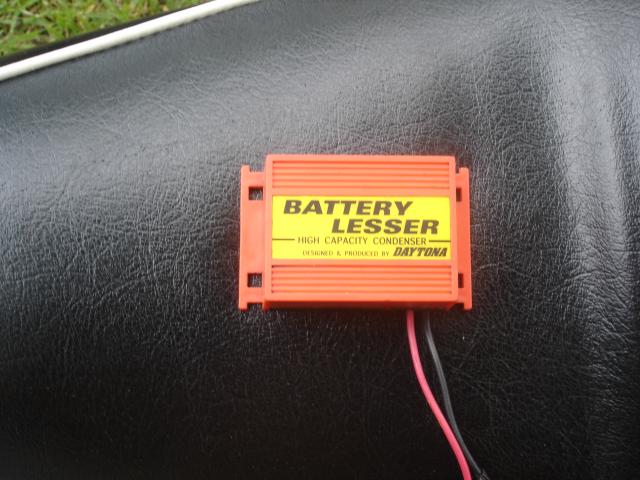 BATTERY
LESSER
HIGH CAPACITY CONDENSER
DESIGNED & PRODUCED BY DAYTONA